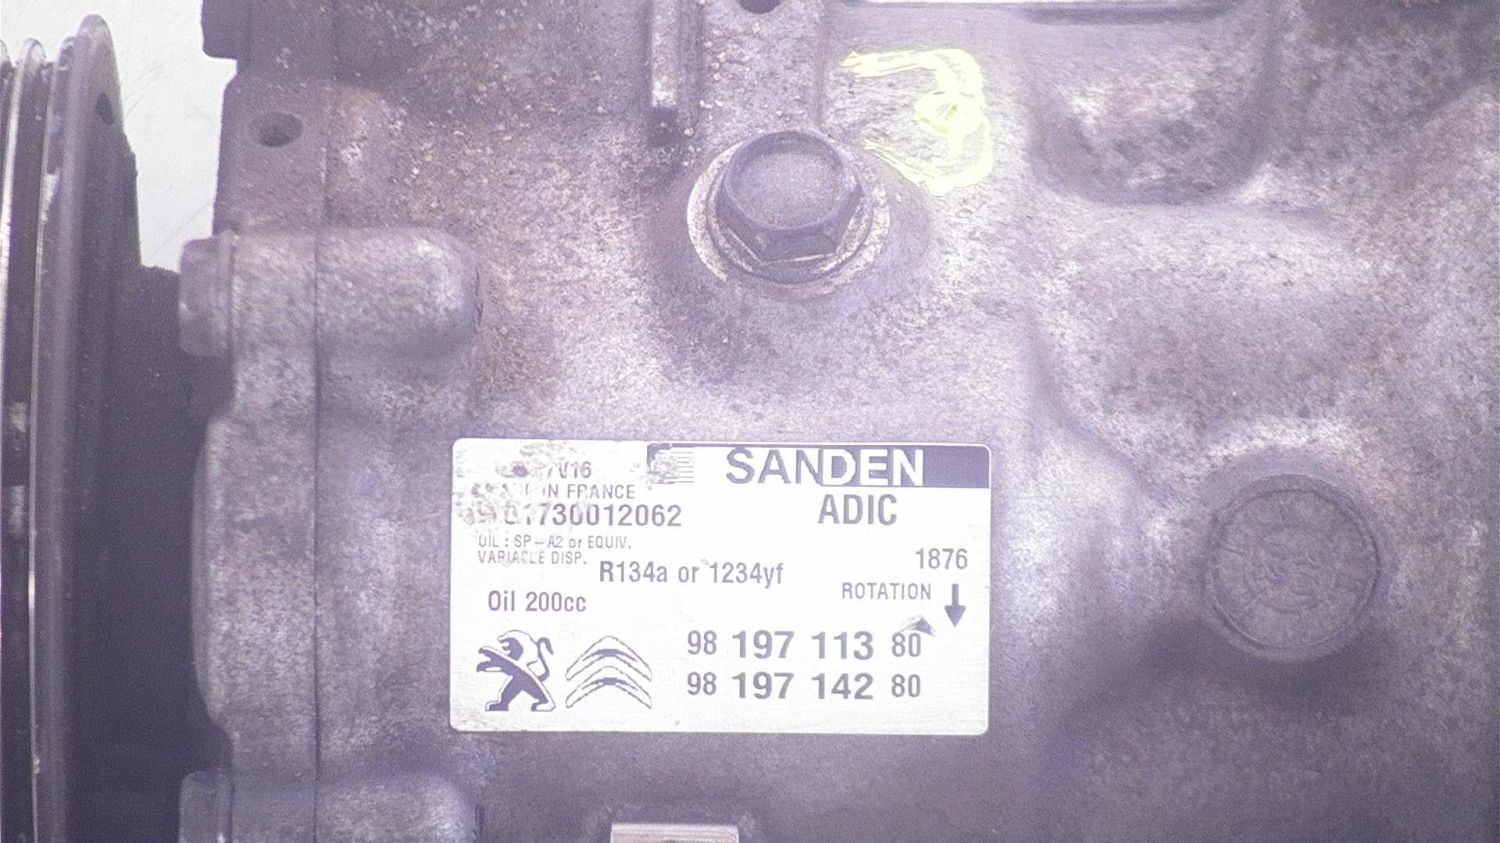 SANDEN
IN FRANCE
ADIC
OIL : SP-A2 or EQUIV.
VARIABLE DISP.
1876
R134a or 1234yf
ROTATION
Oil 200cc
98 197 113 80
98 197 142 80